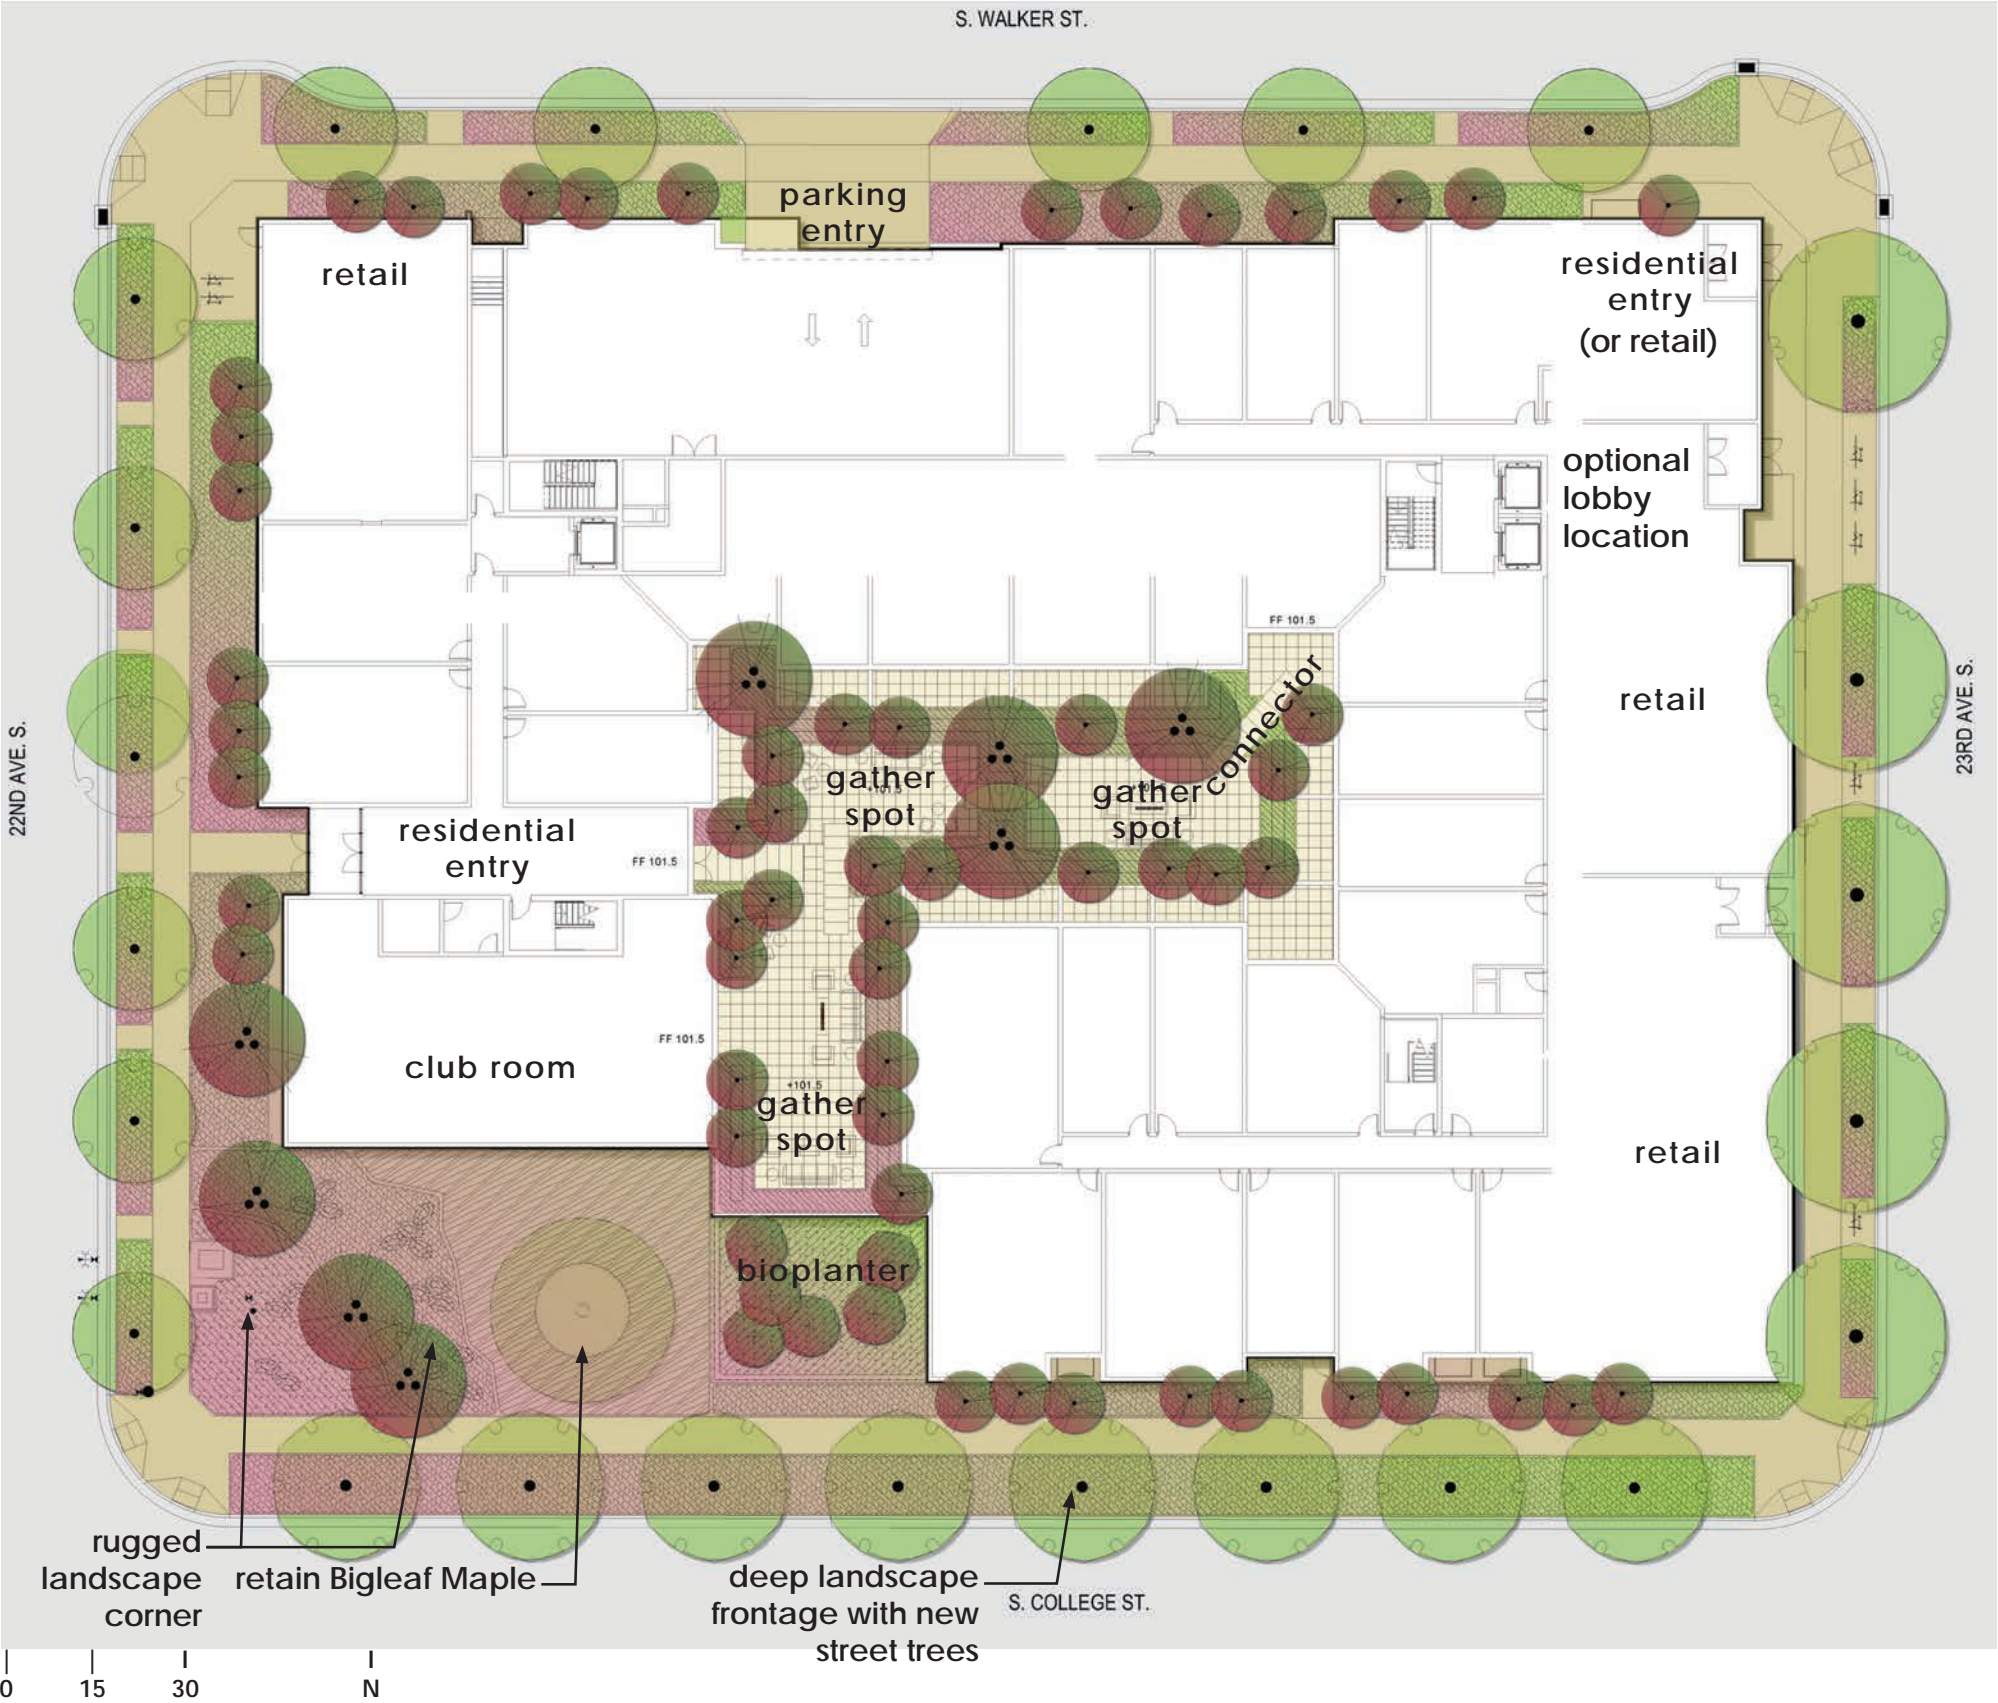 S. WALKER ST.
parking
entry
retail
residential
entry
(or retail)
optional
lobby
location
FF 101.5
connector
retail
22ND AVE. S.
23RD AVE. S.
gather
spot
gather
spot
residential
entry
FF 101.5
FF 101.5
club room
+101.5
gather
spot
retail
bioplanter
rugged
landscape
corner
retain Bigleaf Maple
deep landscape
frontage with new
street trees
S. COLLEGE ST.
0 15 30 N